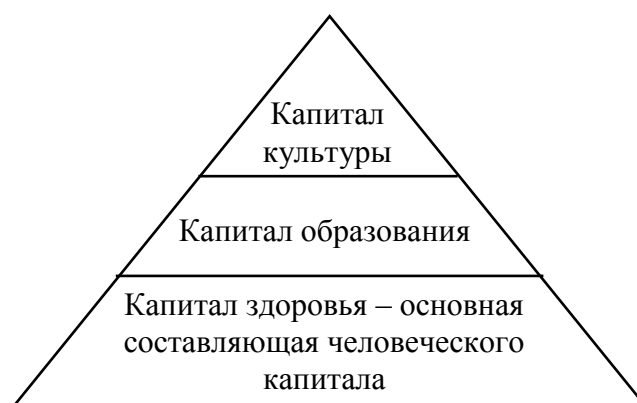 Капитал
культуры
Капитал образования
Капитал здоровья – основная
составляющая человеческого
капитала